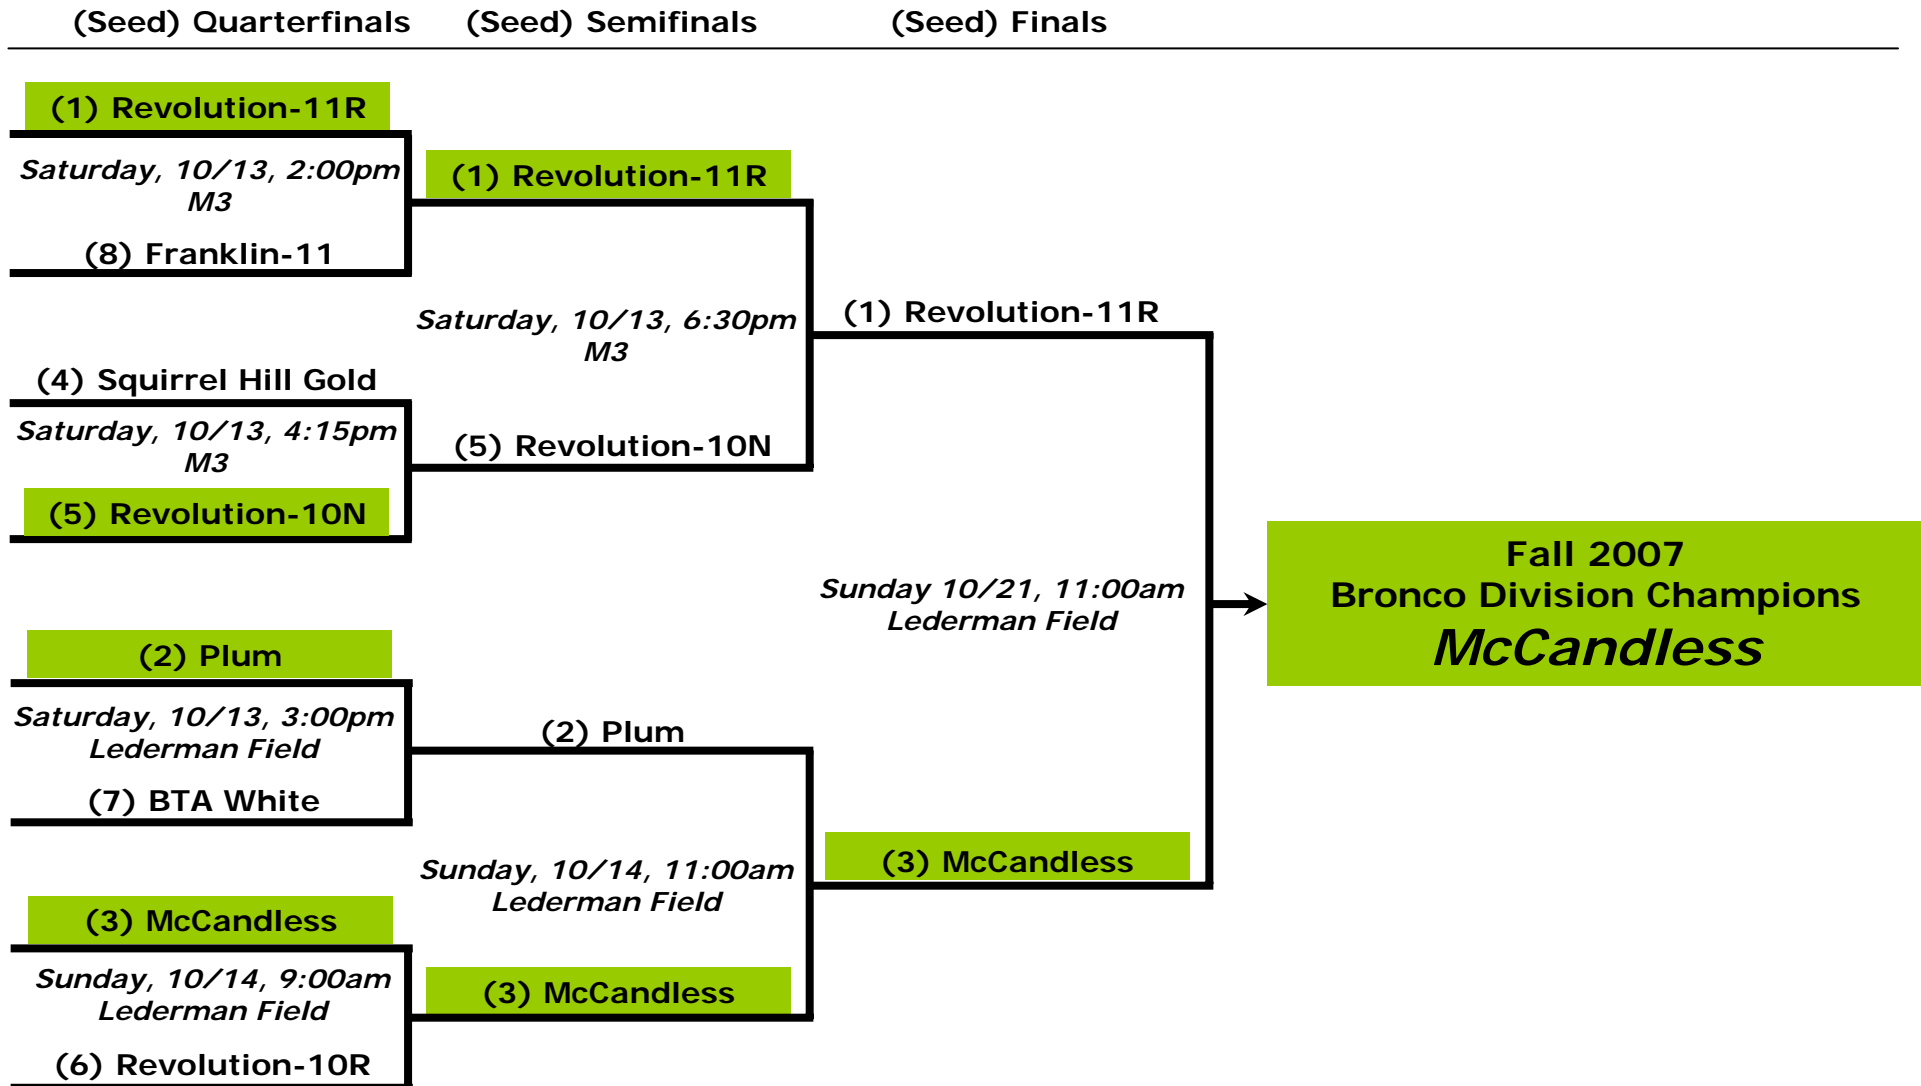 (Seed) Quarterfinals (Seed) Semifinals (Seed) Finals
(1) Revolution-11R
Saturday, 10/13, 2:00pm
M3
(8) Franklin-11
(4) Squirrel Hill Gold
Saturday, 10/13, 4:15pm
M3
(5) Revolution-10N
(2) Plum
Saturday, 10/13, 3:00pm
Lederman Field
(7) BTA White
(3) McCandless
Sunday, 10/14, 9:00am
Lederman Field
(6) Revolution-10R
(1) Revolution-11R
Saturday, 10/13, 6:30pm
M3
(5) Revolution-10N
(2) Plum
Sunday, 10/14, 11:00am
Lederman Field
(3) McCandless
(1) Revolution-11R
Sunday 10/21, 11:00am
Lederman Field
(3) McCandless
Fall 2007
Bronco Division Champions
McCandless